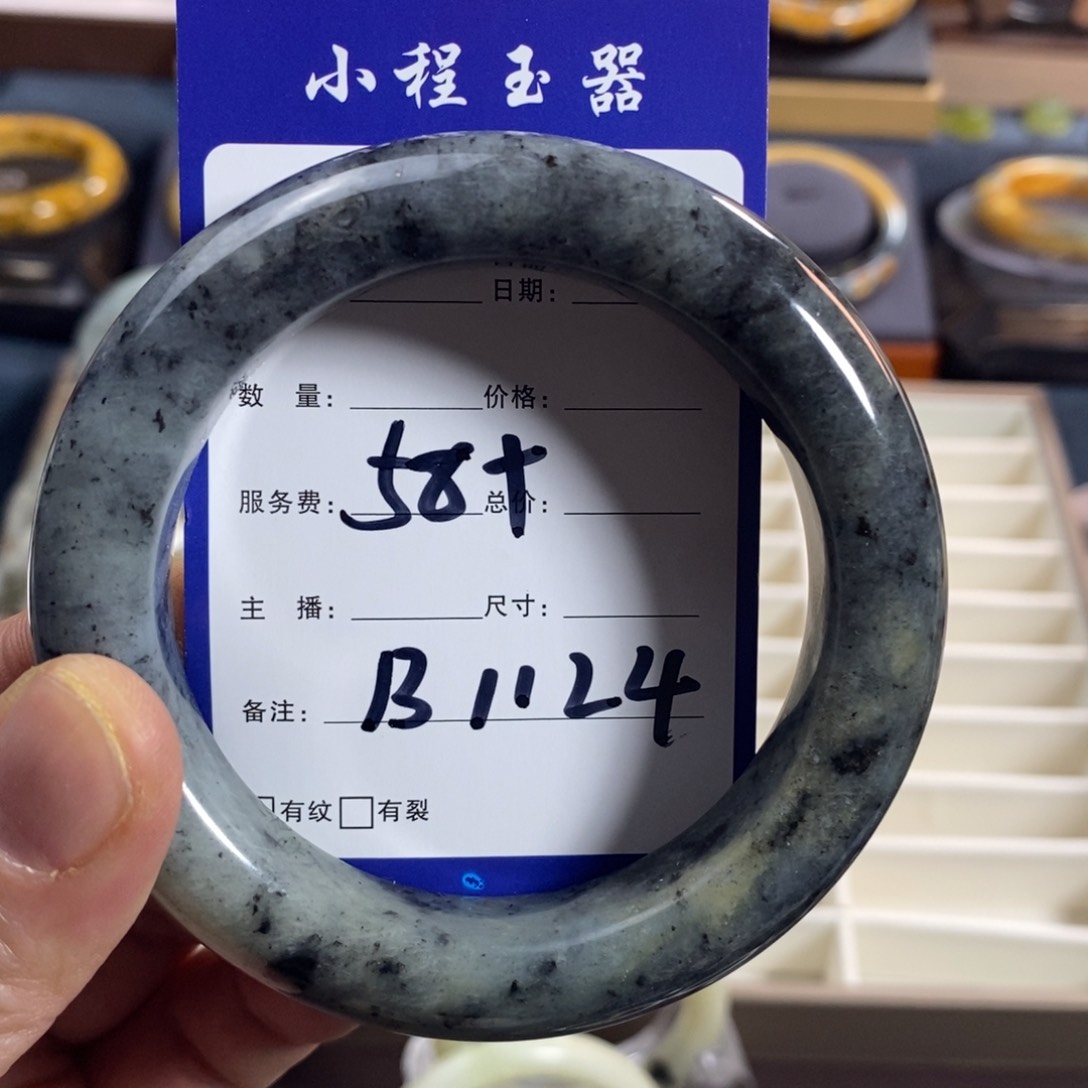 小程玉器
日期：
数 量： 价格：
58+
服务费： 总价：
主 播： 尺寸：
B1124
备注：
有纹 □有裂